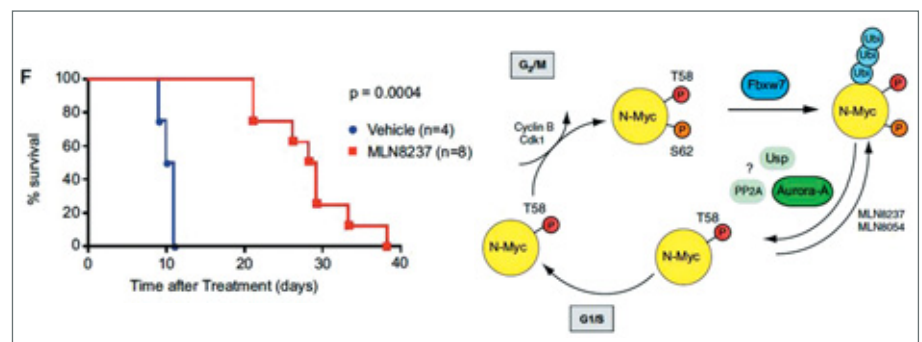 F
100
80
60
40
20
0
% survival
p = 0.0004
Vehicle (n=4)
MLN8237 (n=8)
0 10 20 30 40
Time after Treatment (days)
G₂/M
Cyclin B
Cdk1
T58
P
N-Myc
P
S62
Fbxw7
Ubi
Ubi
Ubi
P
N-Myc
P
Usp
?
PP2A
Aurora-A
MLN8237
MLN8054
T58
P
N-Myc
T58
P
N-Myc
G1/S